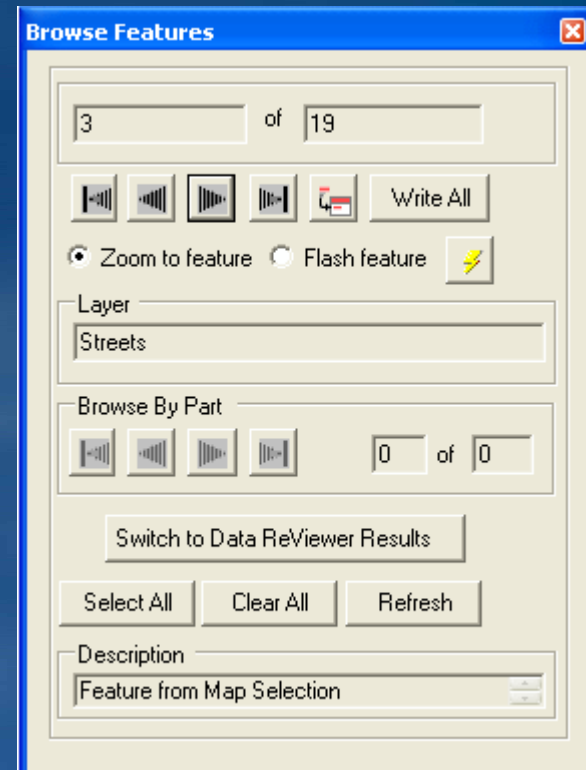 Browse Features
3 of 19
Write All
Zoom to feature Flash feature
Layer
Streets
Browse By Part
0 of 0
Switch to Data ReViewer Results
Select All Clear All Refresh
Description
Feature from Map Selection